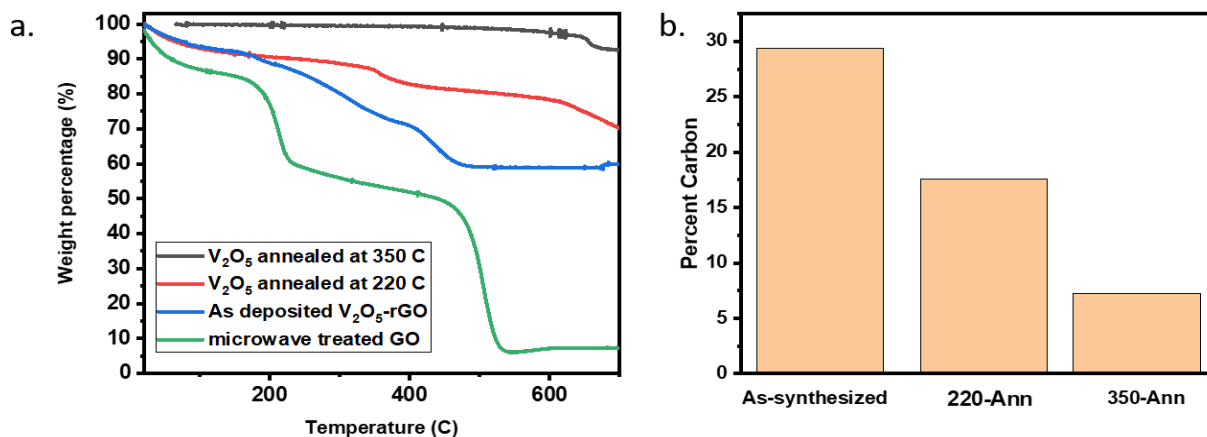 a.
100
90
80
70
60
50
40
30
20
10
0
Weight percentage (%)
V₂O₅ annealed at 350 C
V₂O₅ annealed at 220 C
As deposited V₂O₅-rGO
microwave treated GO
200
400
600
Temperature (C)
b.
30
25
20
15
10
5
0
Percent Carbon
As-synthesized
220-Ann
350-Ann